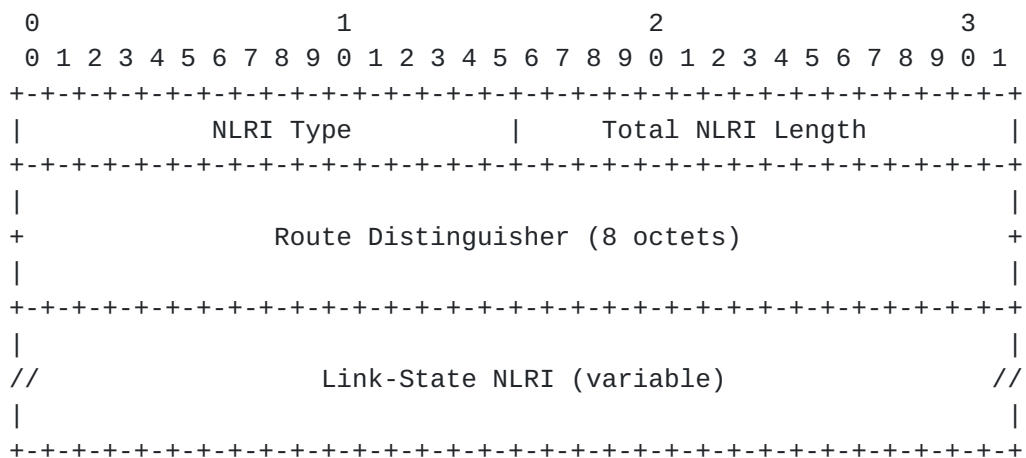 0                   1                   2                   3
 0 1 2 3 4 5 6 7 8 9 0 1 2 3 4 5 6 7 8 9 0 1 2 3 4 5 6 7 8 9 0 1
+-+-+-+-+-+-+-+-+-+-+-+-+-+-+-+-+-+-+-+-+-+-+-+-+-+-+-+-+-+-+-+-+
|            NLRI Type          |     Total NLRI Length         |
+-+-+-+-+-+-+-+-+-+-+-+-+-+-+-+-+-+-+-+-+-+-+-+-+-+-+-+-+-+-+-+-+
|                                                               |
+                Route Distinguisher (8 octets)                 +
|                                                               |
+-+-+-+-+-+-+-+-+-+-+-+-+-+-+-+-+-+-+-+-+-+-+-+-+-+-+-+-+-+-+-+-+
|                                                               |
//                  Link-State NLRI (variable)                 //
|                                                               |
+-+-+-+-+-+-+-+-+-+-+-+-+-+-+-+-+-+-+-+-+-+-+-+-+-+-+-+-+-+-+-+-+